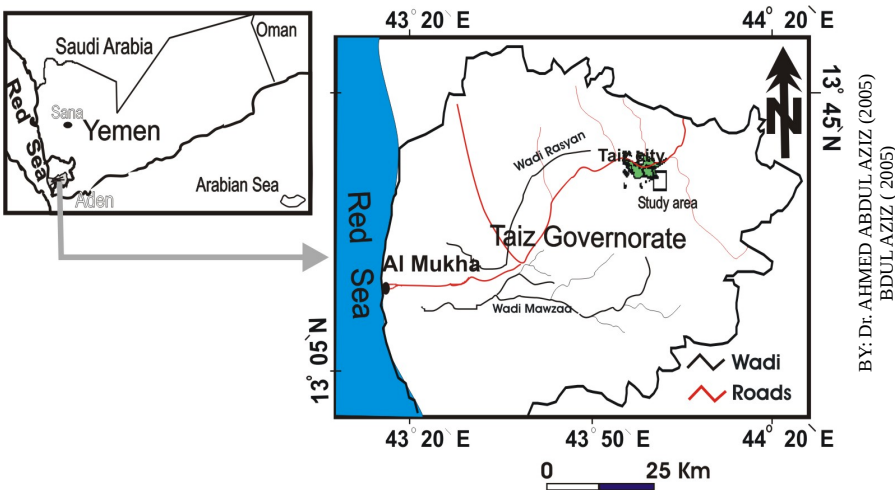 Saudi Arabia
Oman
Red Sea
Sana
Yemen
Aden
Arabian Sea
43° 20` E
44° 20` E
13° 45`N
N
Wadi Rasyan
Taiz city
Study area
Taiz Governorate
Red Sea
Al Mukha
Wadi Mawzaa
13° 05`N
Wadi
Roads
43° 20` E
43° 50` E
44° 20` E
0
25 Km
BY: Dr. AHMED ABDUL AZIZ (2005)
BDUL AZIZ ( 2005)